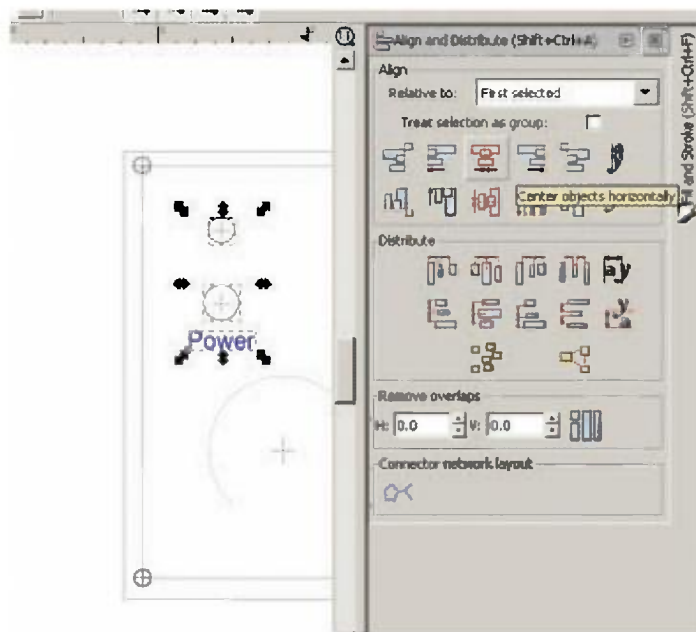 Align and Distribute (Shift+Ctrl+A)
Align
Relative to: First selected
Treat selection as group:
Center objects horizontally
Distribute
Remove overlaps
H: 0.0 V: 0.0
Connector network layout
Fill and Stroke (Shift+Ctrl+F)
Power